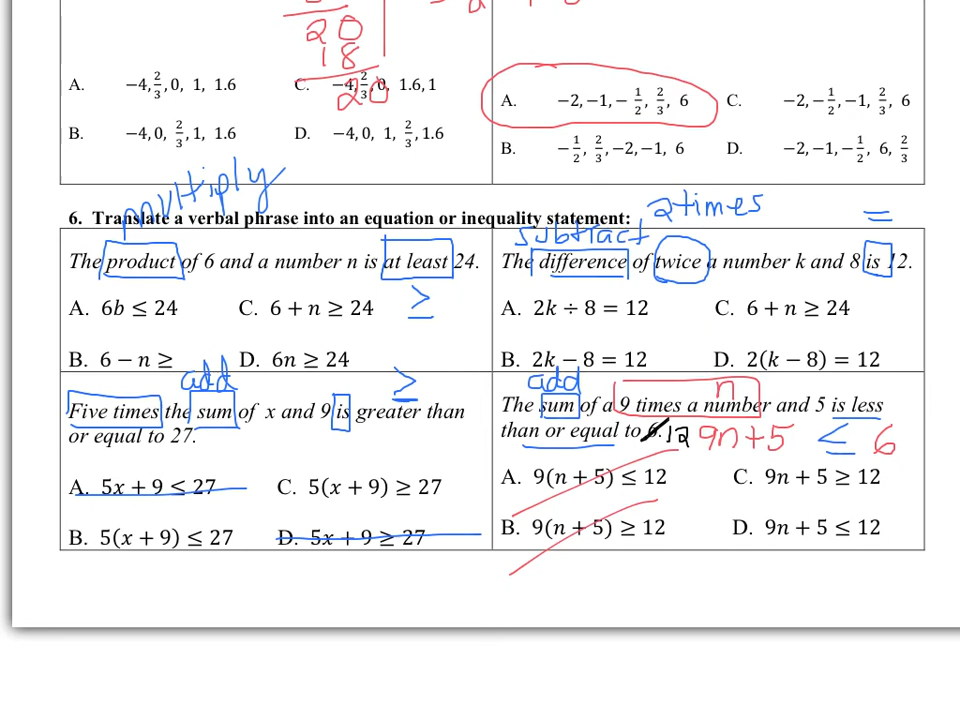 20
18
20
A. −4, 2/3, 0, 1, 1.6 C. −4, 2/3, 0, 1.6, 1
B. −4, 0, 2/3, 1, 1.6 D. −4, 0, 1, 2/3, 1.6
A. −2, −1, −1/2, 2/3, 6 C. −2, −1/2, −1, 2/3, 6
B. −1/2, 2/3, −2, −1, 6 D. −2, −1, −1/2, 6, 2/3
multiply
6. Translate a verbal phrase into an equation or inequality statement:
The product of 6 and a number n is at least 24.
≥
A. 6b ≤ 24 C. 6 + n ≥ 24
B. 6 − n ≥ D. 6n ≥ 24
subtract 2 times =
The difference of twice a number k and 8 is 12.
A. 2k ÷ 8 = 12 C. 6 + n ≥ 24
B. 2k − 8 = 12 D. 2(k − 8) = 12
add ≥
Five times the sum of x and 9 is greater than
or equal to 27.
A. 5x + 9 ≤ 27 C. 5(x + 9) ≥ 27
B. 5(x + 9) ≤ 27 D. 5x + 9 ≥ 27
add n
The sum of a 9 times a number and 5 is less
than or equal to 6. 12 9n+5 ≤ 6
A. 9(n + 5) ≤ 12 C. 9n + 5 ≥ 12
B. 9(n + 5) ≥ 12 D. 9n + 5 ≤ 12